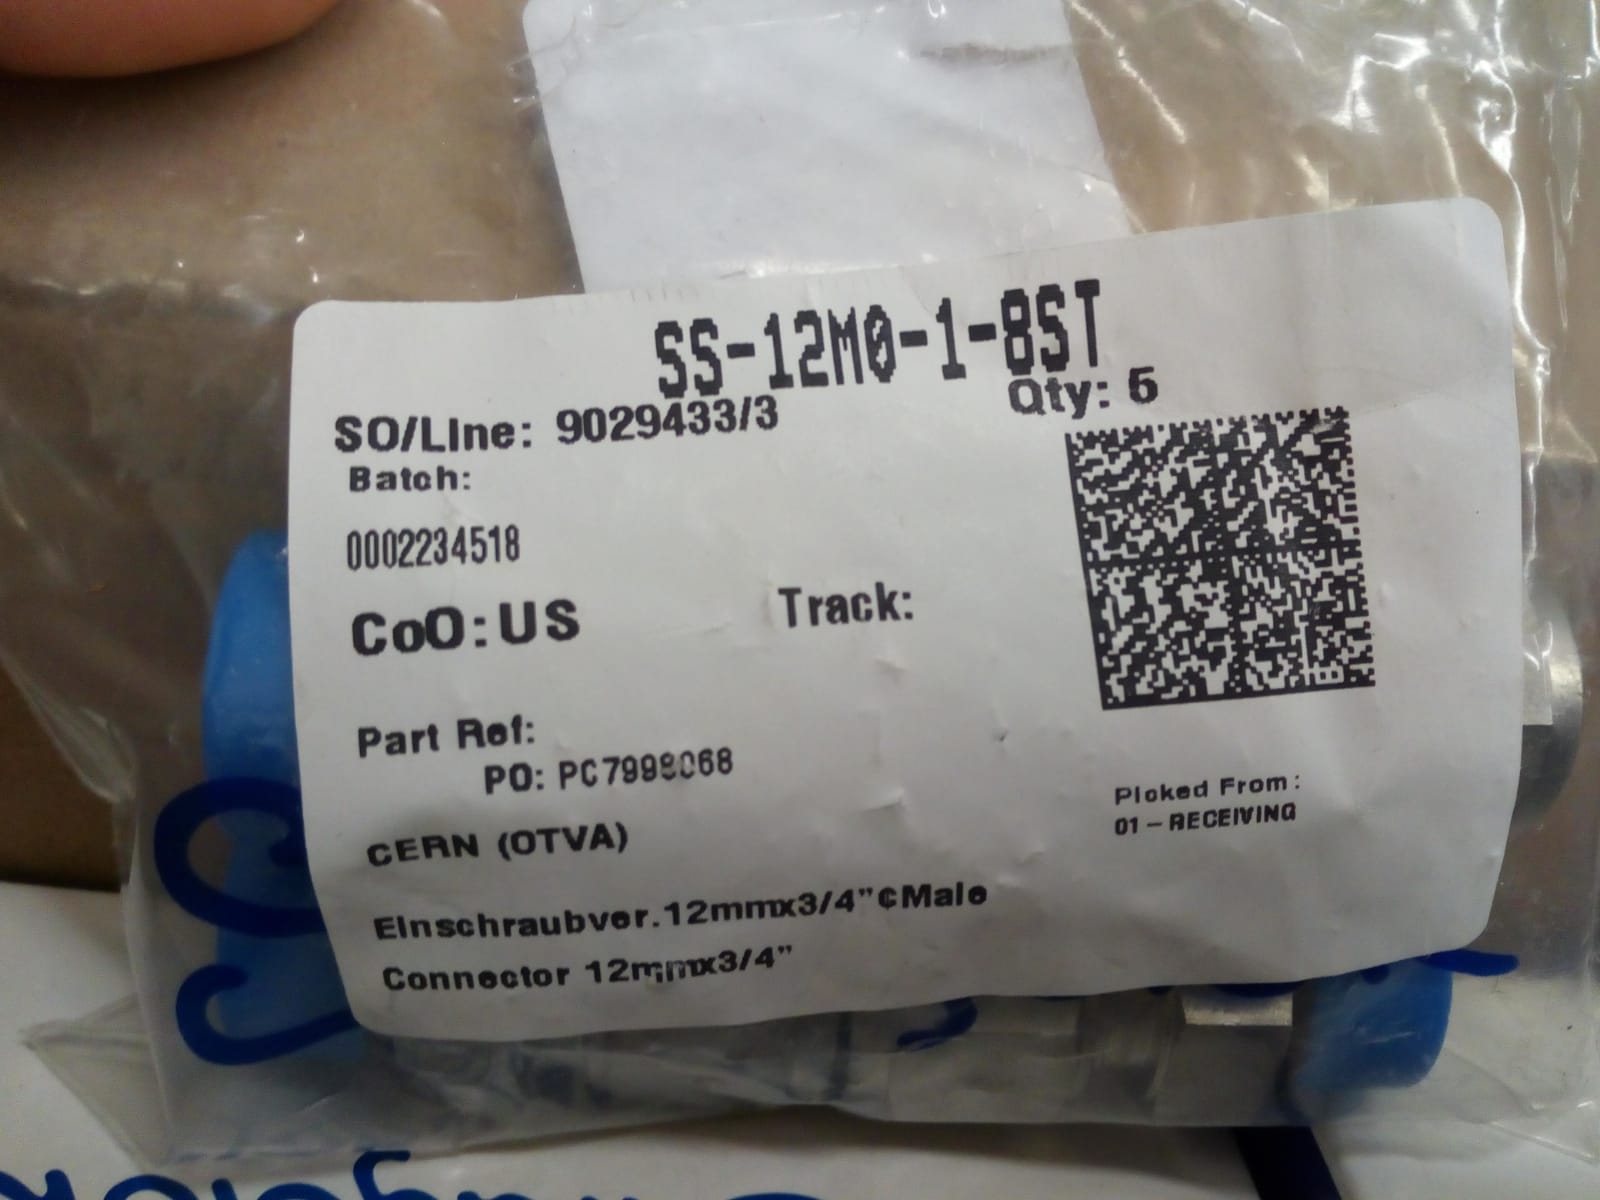 SS-12M0-1-8ST
SO/Line: 9029433/3
Qty: 5
Batch:
0002234518
CoO: US
Track:
Part Ref:
PO: PC7998068
CERN (OTVA)
Picked From:
01 - RECEIVING
Einschraubver.12mmx3/4"¢Male
Connector 12mmx3/4"